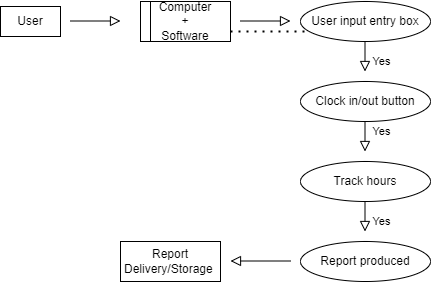 User
Computer
+
Software
User input entry box
Yes
Clock in/out button
Yes
Track hours
Yes
Report
Delivery/Storage
Report produced